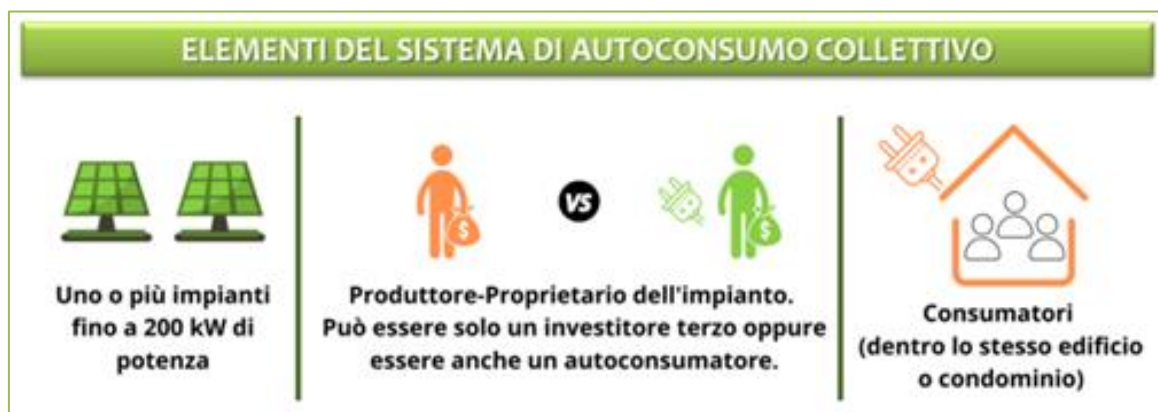 ELEMENTI DEL SISTEMA DI AUTOCONSUMO COLLETTIVO
Uno o più impianti
fino a 200 kW di
potenza
VS
Produttore-Proprietario dell'impianto.
Può essere solo un investitore terzo oppure
essere anche un autoconsumatore.
Consumatori
(dentro lo stesso edificio
o condominio)